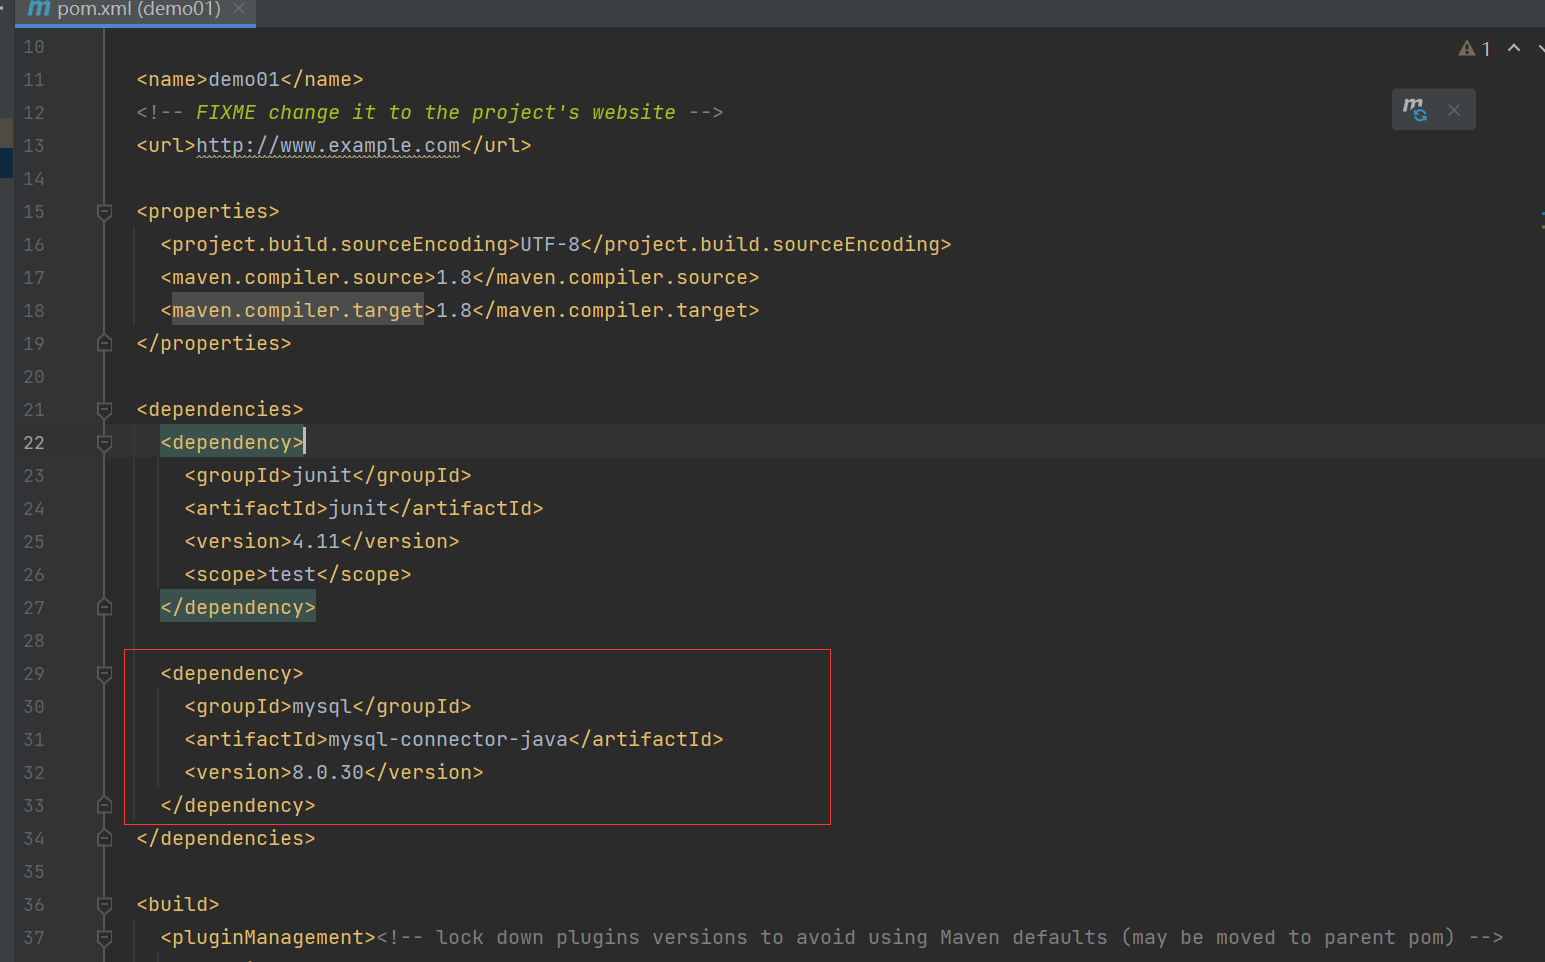 m pom.xml (demo01) ×
10
11 <name>demo01</name>
12 <!-- FIXME change it to the project's website -->
13 <url>http://www.example.com</url>
14
15 <properties>
16 <project.build.sourceEncoding>UTF-8</project.build.sourceEncoding>
17 <maven.compiler.source>1.8</maven.compiler.source>
18 <maven.compiler.target>1.8</maven.compiler.target>
19 </properties>
20
21 <dependencies>
22 <dependency>
23 <groupId>junit</groupId>
24 <artifactId>junit</artifactId>
25 <version>4.11</version>
26 <scope>test</scope>
27 </dependency>
28
29 <dependency>
30 <groupId>mysql</groupId>
31 <artifactId>mysql-connector-java</artifactId>
32 <version>8.0.30</version>
33 </dependency>
34 </dependencies>
35
36 <build>
37 <pluginManagement><!-- lock down plugins versions to avoid using Maven defaults (may be moved to parent pom) -->
1
m